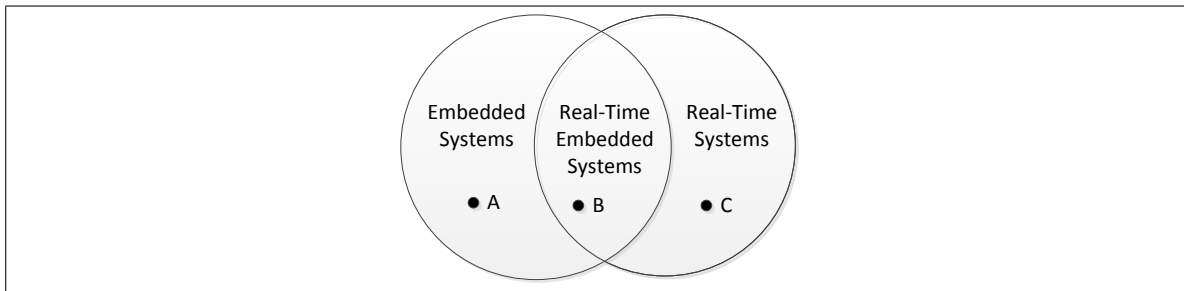 Embedded
Systems
Real-Time
Embedded
Systems
Real-Time
Systems
A
B
C